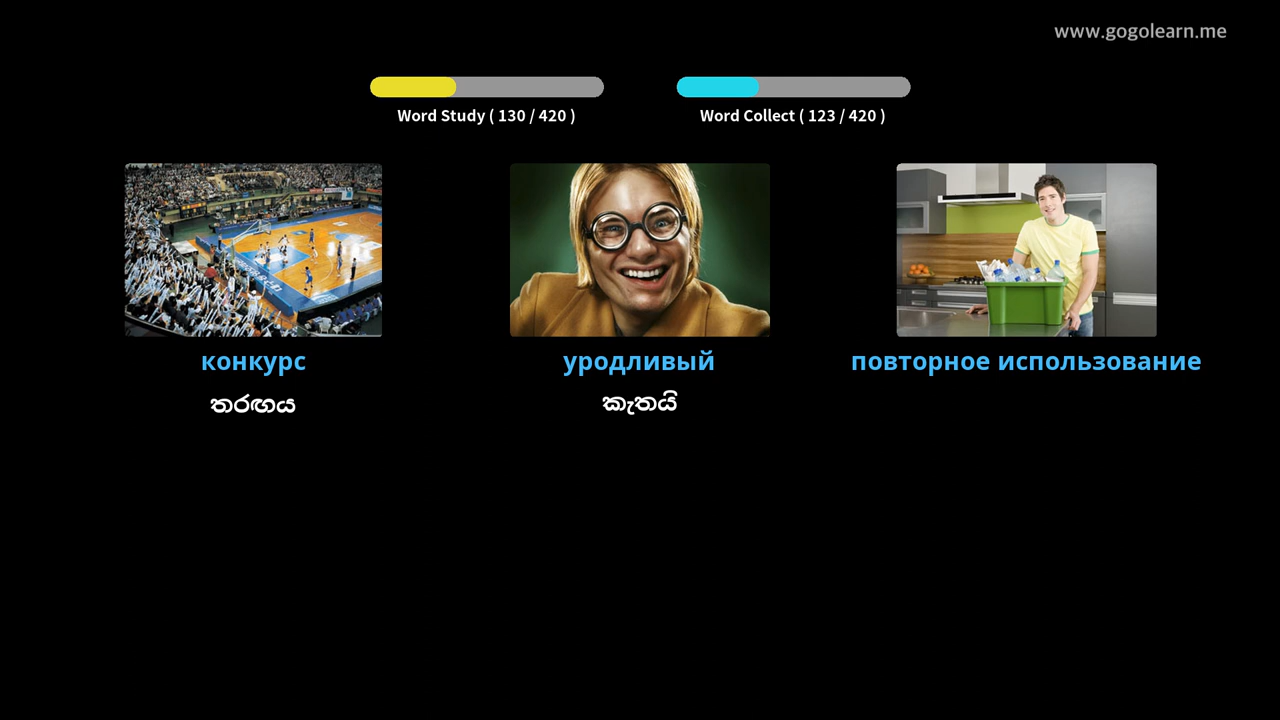 www.gogolearn.me
Word Study ( 130 / 420 )
Word Collect ( 123 / 420 )
конкурс
уродливый
повторное использование
තරඟය
කැතයි